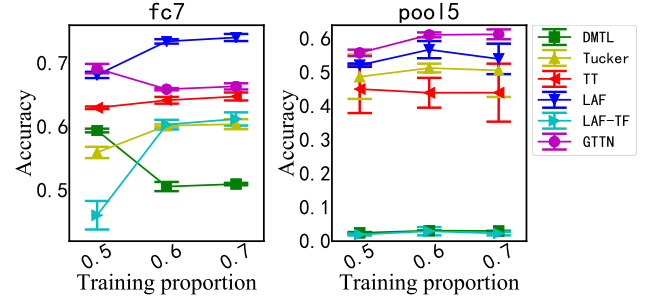 fc7
0.7
0.6
0.5
Accuracy
0.5
0.6
0.7
Training proportion
pool5
0.6
0.5
0.4
0.3
0.2
0.1
0.0
Accuracy
0.5
0.6
0.7
Training proportion
DMTL
Tucker
TT
LAF
LAF-TF
GTTN